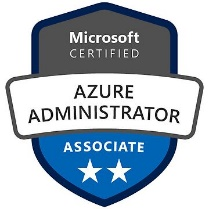 Microsoft
CERTIFIED
AZURE
ADMINISTRATOR
ASSOCIATE